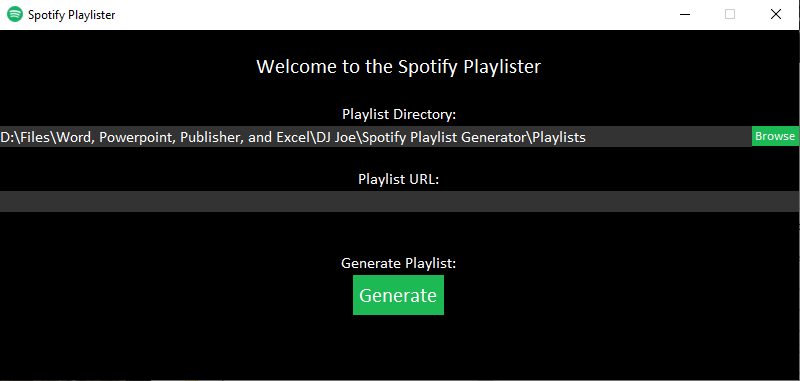 Spotify Playlister
Welcome to the Spotify Playlister
Playlist Directory:
D:\Files\Word, Powerpoint, Publisher, and Excel\DJ Joe\Spotify Playlist Generator\Playlists
Browse
Playlist URL:
Generate Playlist:
Generate